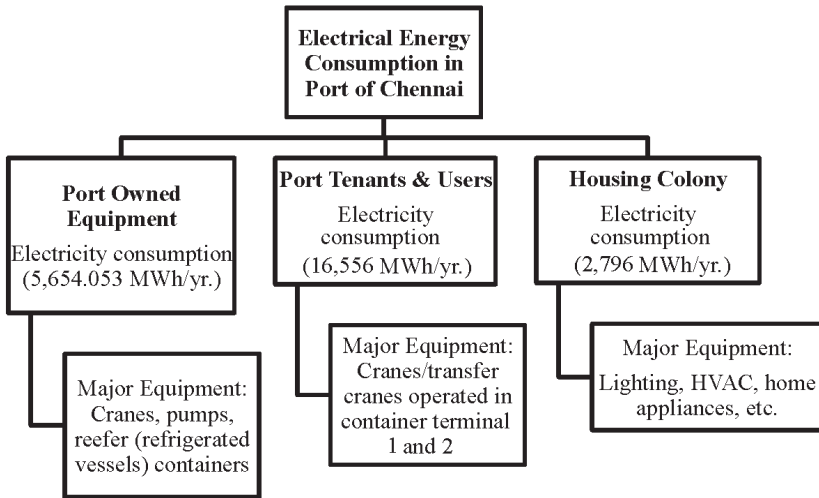 Electrical Energy
Consumption in
Port of Chennai
Port Owned
Equipment
Electricity consumption
(5,654.053 MWh/yr.)
Port Tenants & Users
Electricity
consumption
(16,556 MWh/yr.)
Housing Colony
Electricity
consumption
(2,796 MWh/yr.)
Major Equipment:
Cranes, pumps,
reefer (refrigerated
vessels) containers
Major Equipment:
Cranes/transfer
cranes operated in
container terminal
1 and 2
Major Equipment:
Lighting, HVAC, home
appliances, etc.